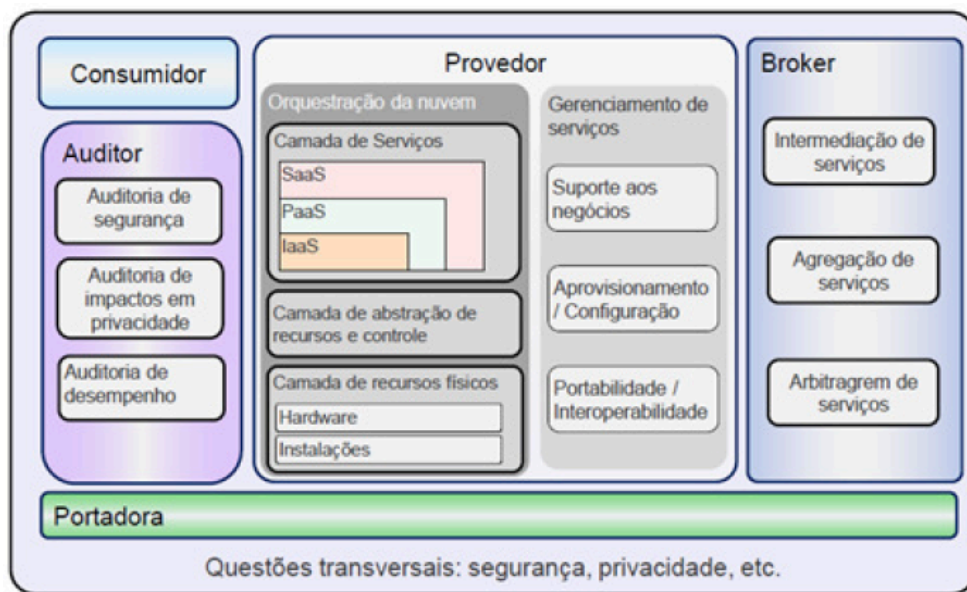 Consumidor
Auditor
Auditoria de
segurança
Auditoria de
impactos em
privacidade
Auditoria de
desempenho
Provedor
Orquestração da nuvem
Camada de Serviços
SaaS
PaaS
IaaS
Camada de abstração de
recursos e controle
Camada de recursos físicos
Hardware
Instalações
Gerenciamento de
serviços
Suporte aos
negócios
Aprovisionamento
/ Configuração
Portabilidade /
Interoperabilidade
Broker
Intermediação de
serviços
Agregação de
serviços
Arbitragrem de
serviços
Portadora
Questões transversais: segurança, privacidade, etc.